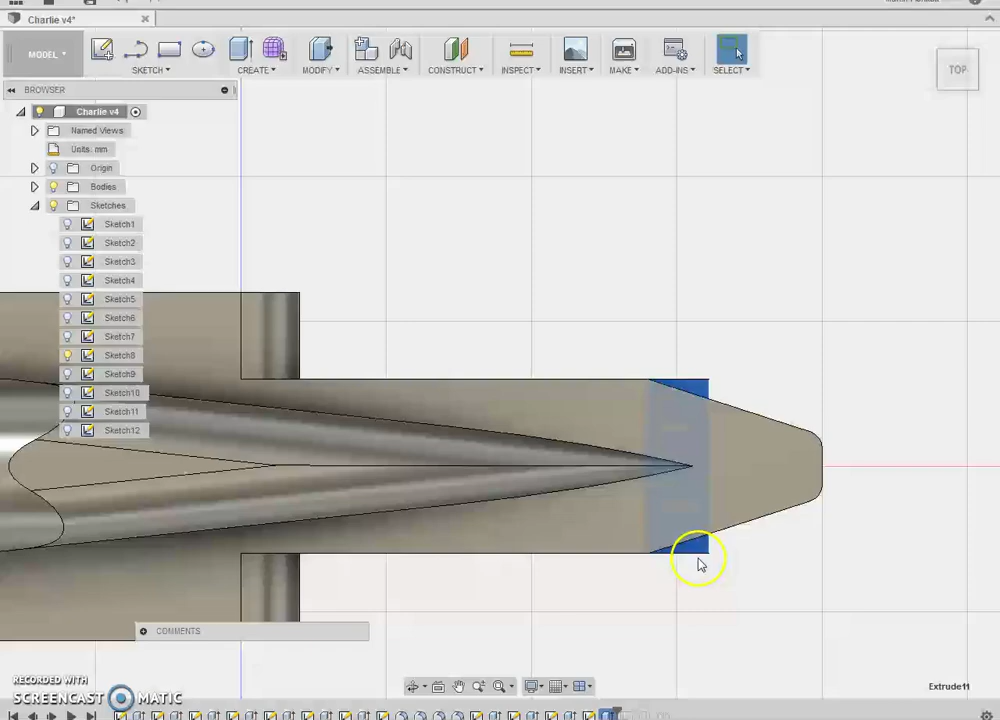 Charlie v4*
MODEL
SKETCH
CREATE
MODIFY
ASSEMBLE
CONSTRUCT
INSPECT
INSERT
MAKE
ADD-INS
SELECT
TOP
BROWSER
Charlie v4
Named Views
Units: mm
Origin
Bodies
Sketches
Sketch1
Sketch2
Sketch3
Sketch4
Sketch5
Sketch6
Sketch7
Sketch8
Sketch9
Sketch10
Sketch11
Sketch12
COMMENTS
RECORDED WITH
SCREENCAST MATIC
Extrude11